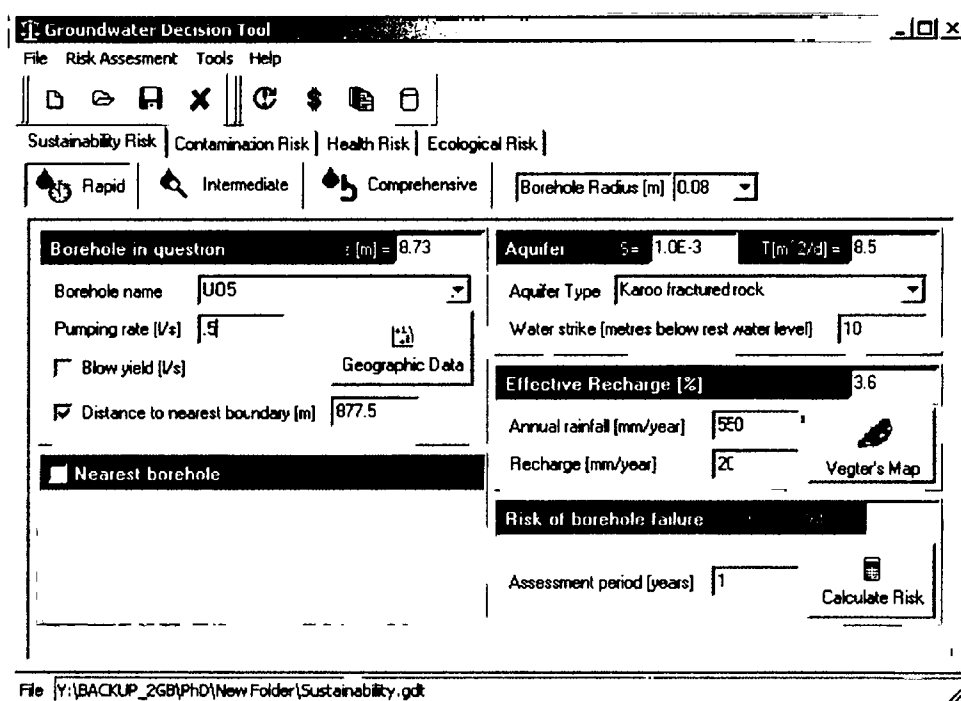 Groundwater Decision Tool
File Risk Assesment Tools Help
Sustainability Risk Contamination Risk Health Risk Ecological Risk
Rapid Intermediate Comprehensive Borehole Radius [m] 0.08
Borehole in question [m] = 8.73
Borehole name U05
Pumping rate [l/s] .5
Blow yield [l/s]
Geographic Data
Distance to nearest boundary [m] 877.5
Nearest borehole
Aquifer S= 1.0E-3 T[m^2/d] = 8.5
Aquifer Type Karoo fractured rock
Water strike [metres below rest water level] 10
Effective Recharge [%] 3.6
Annual rainfall [mm/year] 550
Recharge [mm/year] 20
Vegter's Map
Risk of borehole failure
Assessment period [years] 1
Calculate Risk
File Y:\BACKUP_2GB\PhD\New Folder\Sustainability.gdt